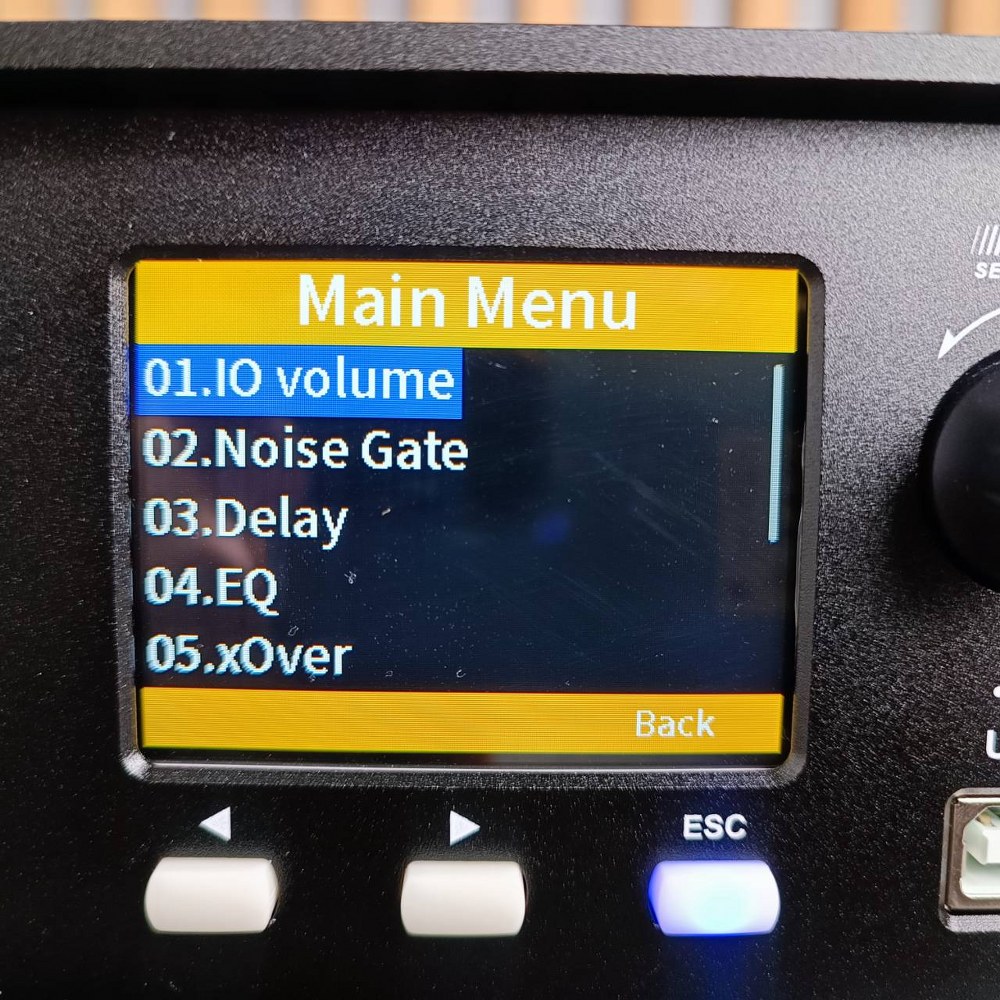 Main Menu
01.IO volume
02.Noise Gate
03.Delay
04.EQ
05.xOver
Back
ESC